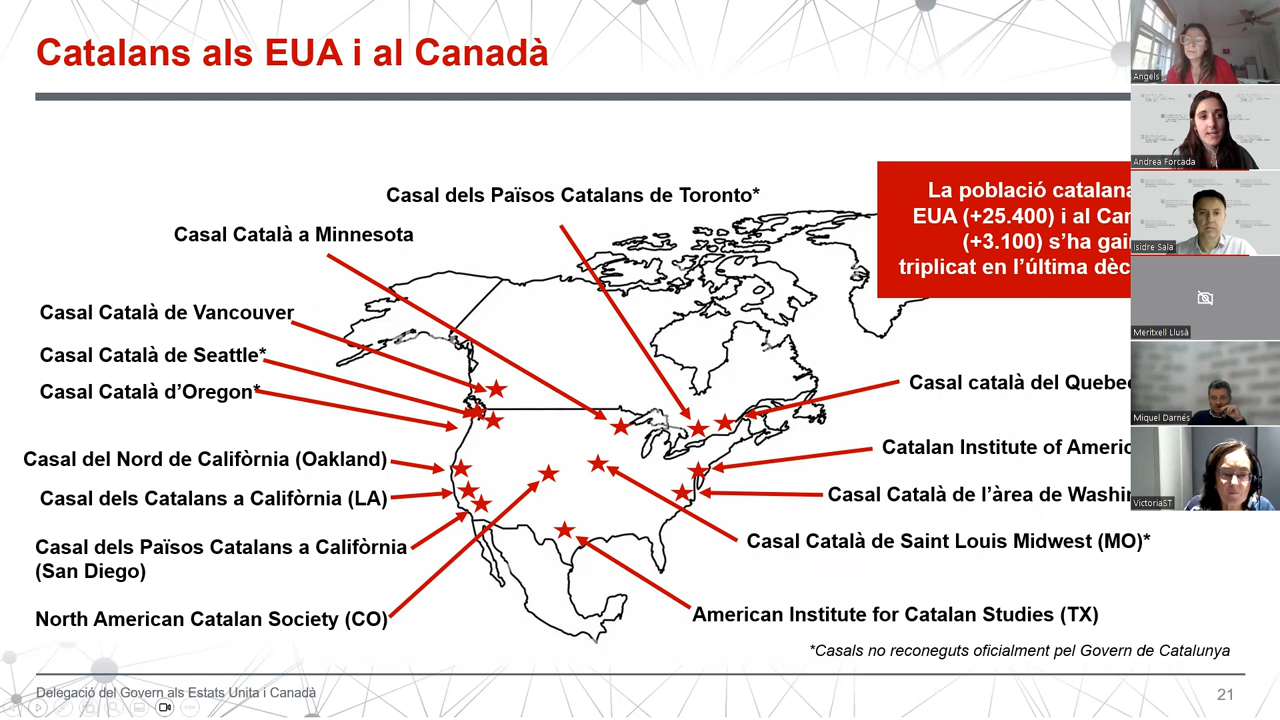 Catalans als EUA i al Canadà
Angels
Andrea Forcada
Isidre Sala
Meritxell Llusà
Miquel Darnés
VictoriaST
La població catalana
EUA (+25.400) i al Can
(+3.100) s'ha gai
triplicat en l'última dèc
Casal dels Països Catalans de Toronto*
Casal Català a Minnesota
Casal Català de Vancouver
Casal Català de Seattle*
Casal Català d'Oregon*
Casal català del Quebec
Casal del Nord de Califòrnia (Oakland)
Catalan Institute of Americ
Casal dels Catalans a Califòrnia (LA)
Casal Català de l'àrea de Washin
Casal dels Països Catalans a Califòrnia
(San Diego)
Casal Català de Saint Louis Midwest (MO)*
North American Catalan Society (CO)
American Institute for Catalan Studies (TX)
*Casals no reconeguts oficialment pel Govern de Catalunya
Delegació del Govern als Estats Units i Canadà
21